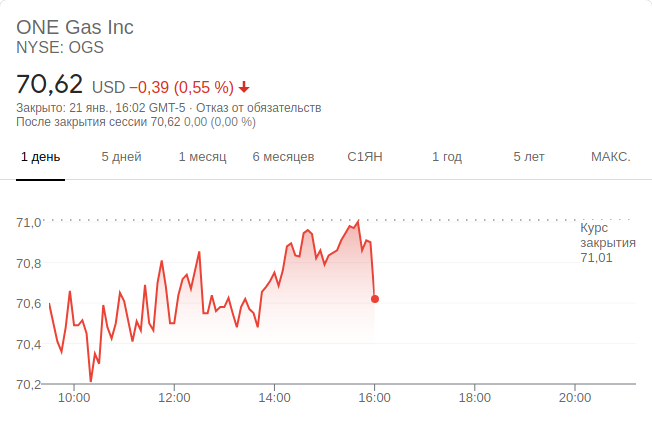 ONE Gas Inc
NYSE: OGS
70,62 USD −0,39 (0,55 %)
Закрыто: 21 янв., 16:02 GMT-5 · Отказ от обязательств
После закрытия сессии 70,62 0,00 (0,00 %)
1 день 5 дней 1 месяц 6 месяцев С1ЯН 1 год 5 лет МАКС.
71,0
Курс
закрытия
71,01
70,8
70,6
70,4
70,2
10:00 12:00 14:00 16:00 18:00 20:00